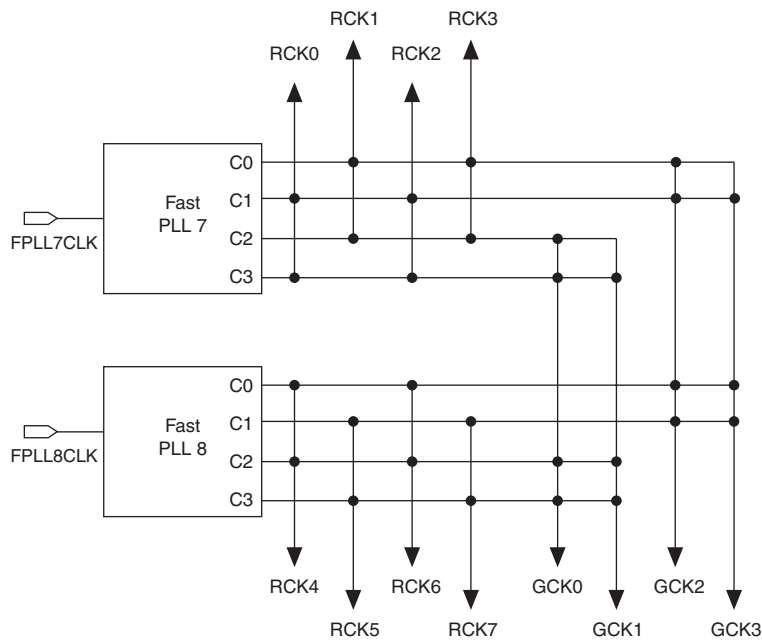 RCK1
RCK3
RCK0
RCK2
C0
Fast
PLL 7
C1
FPLL7CLK
C2
C3
C0
Fast
PLL 8
C1
FPLL8CLK
C2
C3
RCK4
RCK6
GCK0
GCK2
RCK5
RCK7
GCK1
GCK3